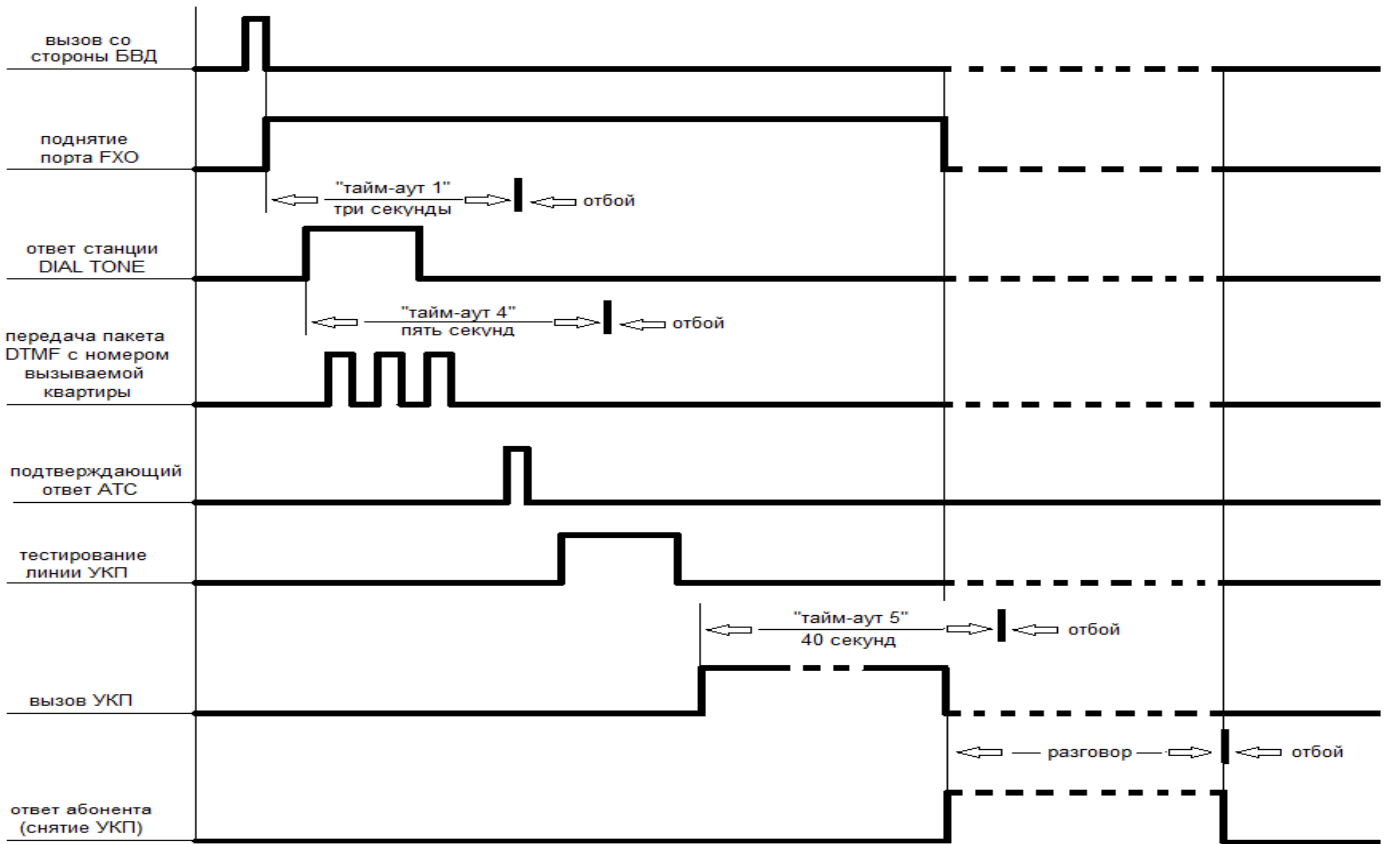 вызов со
стороны БВД
поднятие
порта FXO
"тайм-аут 1"
три секунды
отбой
ответ станции
DIAL TONE
"тайм-аут 4"
пять секунд
отбой
передача пакета
DTMF с номером
вызываемой
квартиры
подтверждающий
ответ АТС
тестирование
линии УКП
"тайм-аут 5"
40 секунд
отбой
вызов УКП
разговор
отбой
ответ абонента
(снятие УКП)